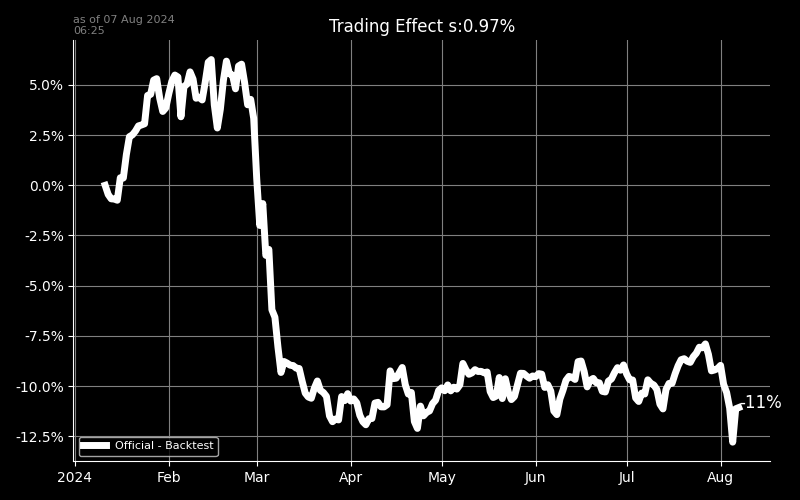 as of 07 Aug 2024
06:25
Trading Effect s:0.97%
5.0%
2.5%
0.0%
-2.5%
-5.0%
-7.5%
-10.0%
-12.5%
-11%
Official - Backtest
2024 Feb Mar Apr May Jun Jul Aug